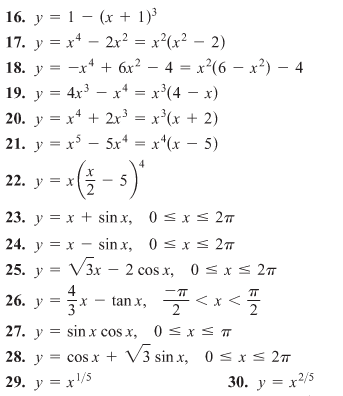 16. y = 1 − (x + 1)³
17. y = x⁴ − 2x² = x²(x² − 2)
18. y = −x⁴ + 6x² − 4 = x²(6 − x²) − 4
19. y = 4x³ − x⁴ = x³(4 − x)
20. y = x⁴ + 2x³ = x³(x + 2)
21. y = x⁵ − 5x⁴ = x⁴(x − 5)
22. y = x(x/2 − 5)⁴
23. y = x + sin x, 0 ≤ x ≤ 2π
24. y = x − sin x, 0 ≤ x ≤ 2π
25. y = √3x − 2 cos x, 0 ≤ x ≤ 2π
26. y = 4/3 x − tan x, −π/2 < x < π/2
27. y = sin x cos x, 0 ≤ x ≤ π
28. y = cos x + √3 sin x, 0 ≤ x ≤ 2π
29. y = x¹/⁵ 30. y = x²/⁵